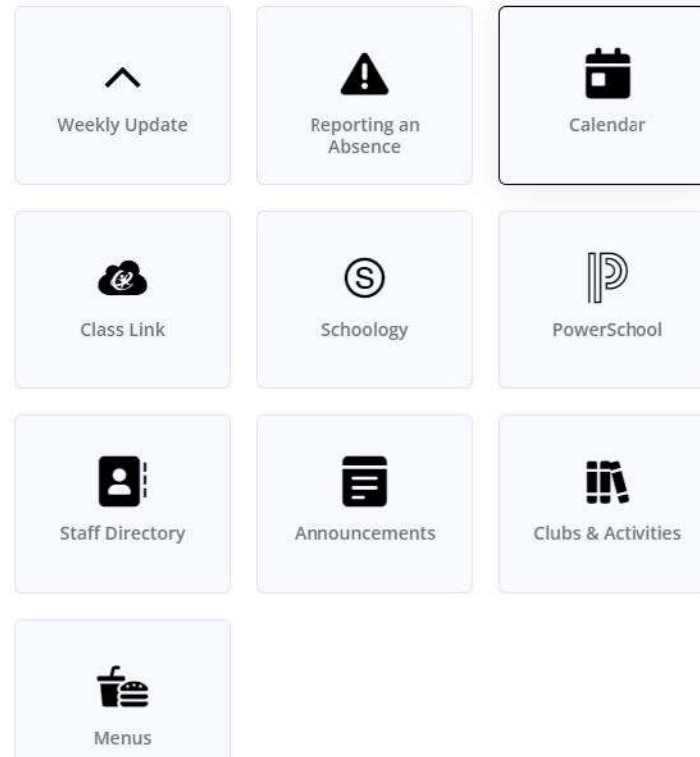 Weekly Update
Reporting an
Absence
Calendar
Class Link
Schoology
PowerSchool
Staff Directory
Announcements
Clubs & Activities
Menus